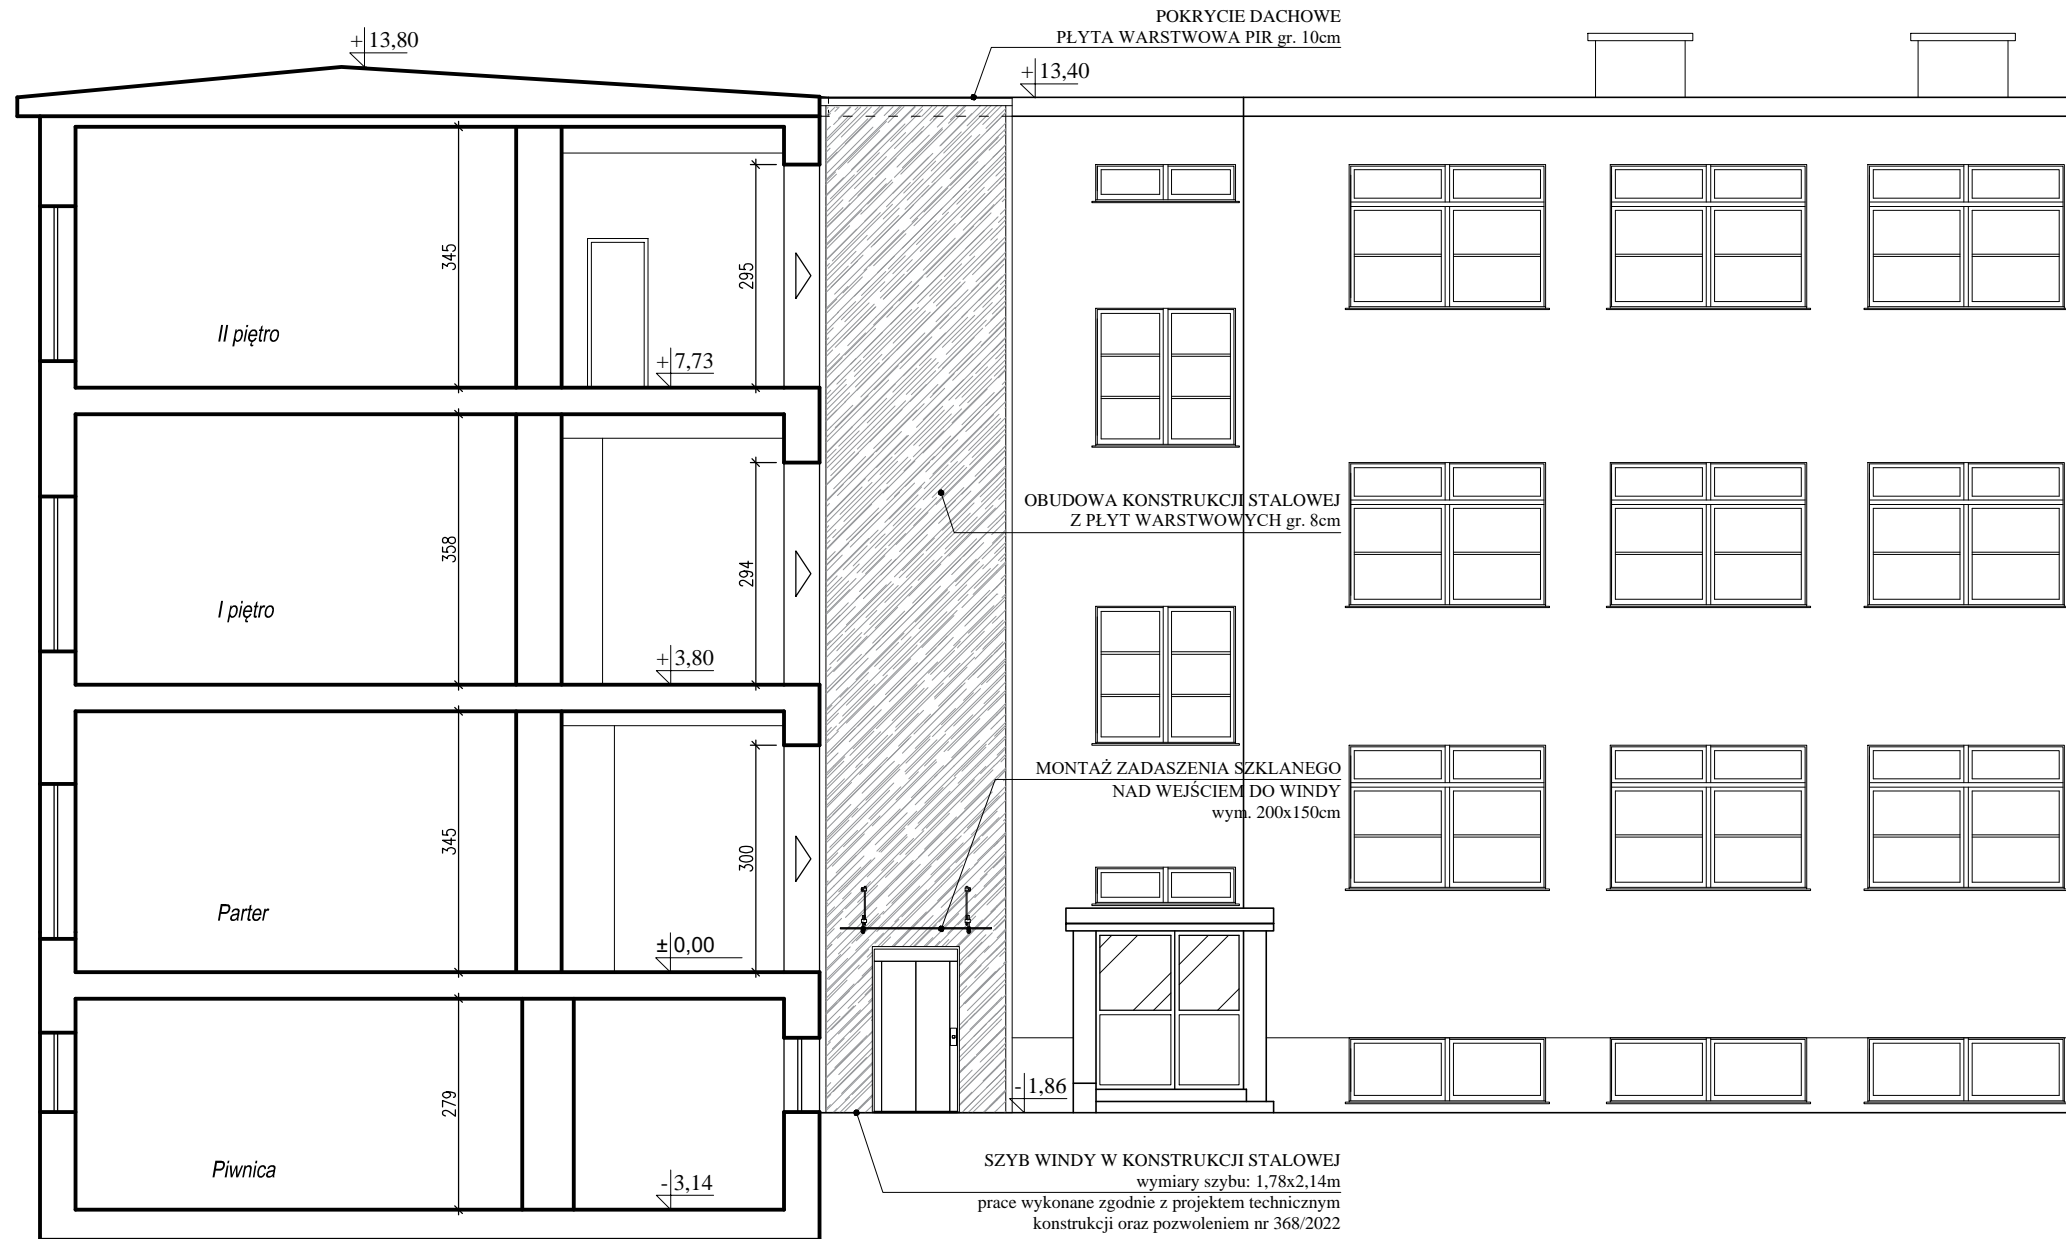 POKRYCIE DACHOWE
PŁYTA WARSTWOWA PIR gr. 10cm
+13,80
+13,40
345
295
II piętro
+7,73
OBUDOWA KONSTRUKCJI STALOWEJ
Z PŁYT WARSTWOWYCH gr. 8cm
358
294
I piętro
+3,80
MONTAŻ ZADASZENIA SZKLANEGO
NAD WEJŚCIEM DO WINDY
wym. 200x150cm
345
300
Parter
±0,00
-1,86
279
Piwnica
-3,14
SZYB WINDY W KONSTRUKCJI STALOWEJ
wymiary szybu: 1,78x2,14m
prace wykonane zgodnie z projektem technicznym
konstrukcji oraz pozwoleniem nr 368/2022